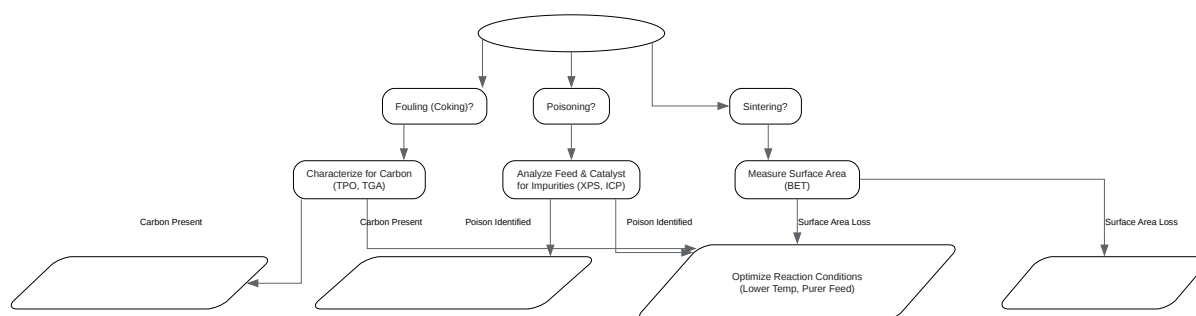 Fouling (Coking)?
Poisoning?
Sintering?
Characterize for Carbon
(TPO, TGA)
Analyze Feed & Catalyst
for Impurities (XPS, ICP)
Measure Surface Area
(BET)
Carbon Present
Carbon Present
Poison Identified
Poison Identified
Surface Area Loss
Surface Area Loss
Optimize Reaction Conditions
(Lower Temp, Purer Feed)